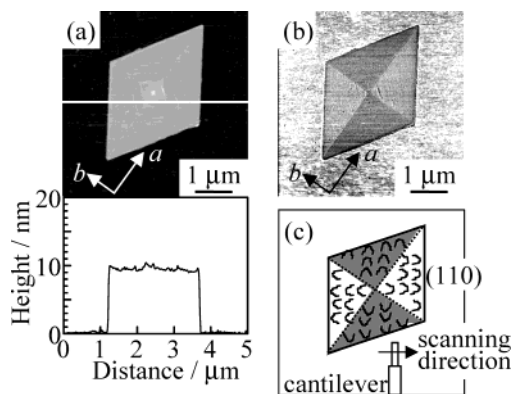 (a)
b
a
1 μm
Height / nm
20
10
0
0 1 2 3 4 5
Distance / μm
(b)
b
a
1 μm
(c)
(110)
scanning
direction
cantilever